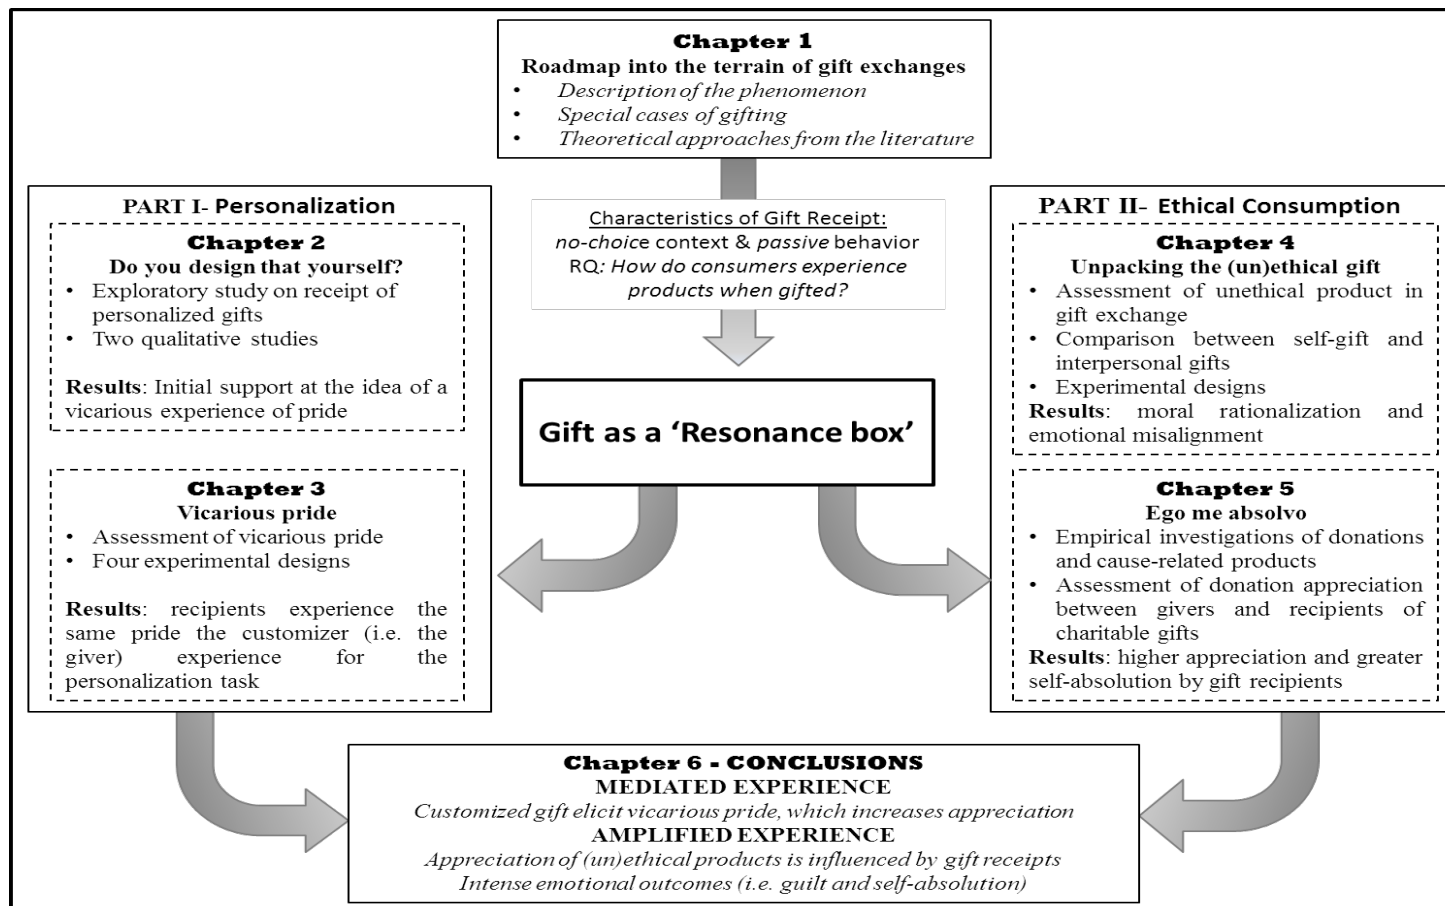 Chapter 1
Roadmap into the terrain of gift exchanges
• Description of the phenomenon
• Special cases of gifting
• Theoretical approaches from the literature
Characteristics of Gift Receipt:
no-choice context & passive behavior
RQ: How do consumers experience
products when gifted?
Gift as a ‘Resonance box’
PART I- Personalization
Chapter 2
Do you design that yourself?
• Exploratory study on receipt of
personalized gifts
• Two qualitative studies
Results: Initial support at the idea of a
vicarious experience of pride
Chapter 3
Vicarious pride
• Assessment of vicarious pride
• Four experimental designs
Results: recipients experience the
same pride the customizer (i.e. the
giver) experience for the
personalization task
PART II- Ethical Consumption
Chapter 4
Unpacking the (un)ethical gift
• Assessment of unethical product in
gift exchange
• Comparison between self-gift and
interpersonal gifts
• Experimental designs
Results: moral rationalization and
emotional misalignment
Chapter 5
Ego me absolvo
• Empirical investigations of donations
and cause-related products
• Assessment of donation appreciation
between givers and recipients of
charitable gifts
Results: higher appreciation and greater
self-absolution by gift recipients
Chapter 6 - CONCLUSIONS
MEDIATED EXPERIENCE
Customized gift elicit vicarious pride, which increases appreciation
AMPLIFIED EXPERIENCE
Appreciation of (un)ethical products is influenced by gift receipts
Intense emotional outcomes (i.e. guilt and self-absolution)